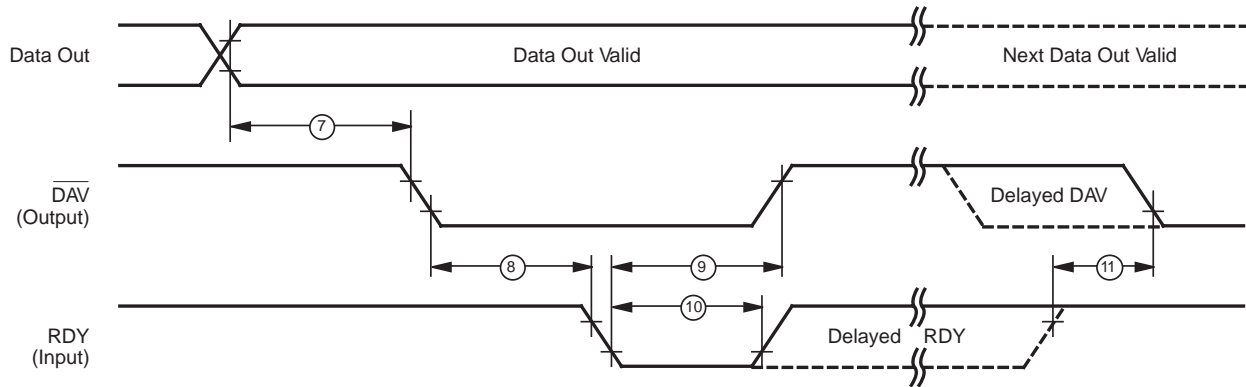 Data Out
Data Out Valid
Next Data Out Valid
7
DAV
(Output)
Delayed DAV
8
9
11
10
RDY
(Input)
Delayed RDY